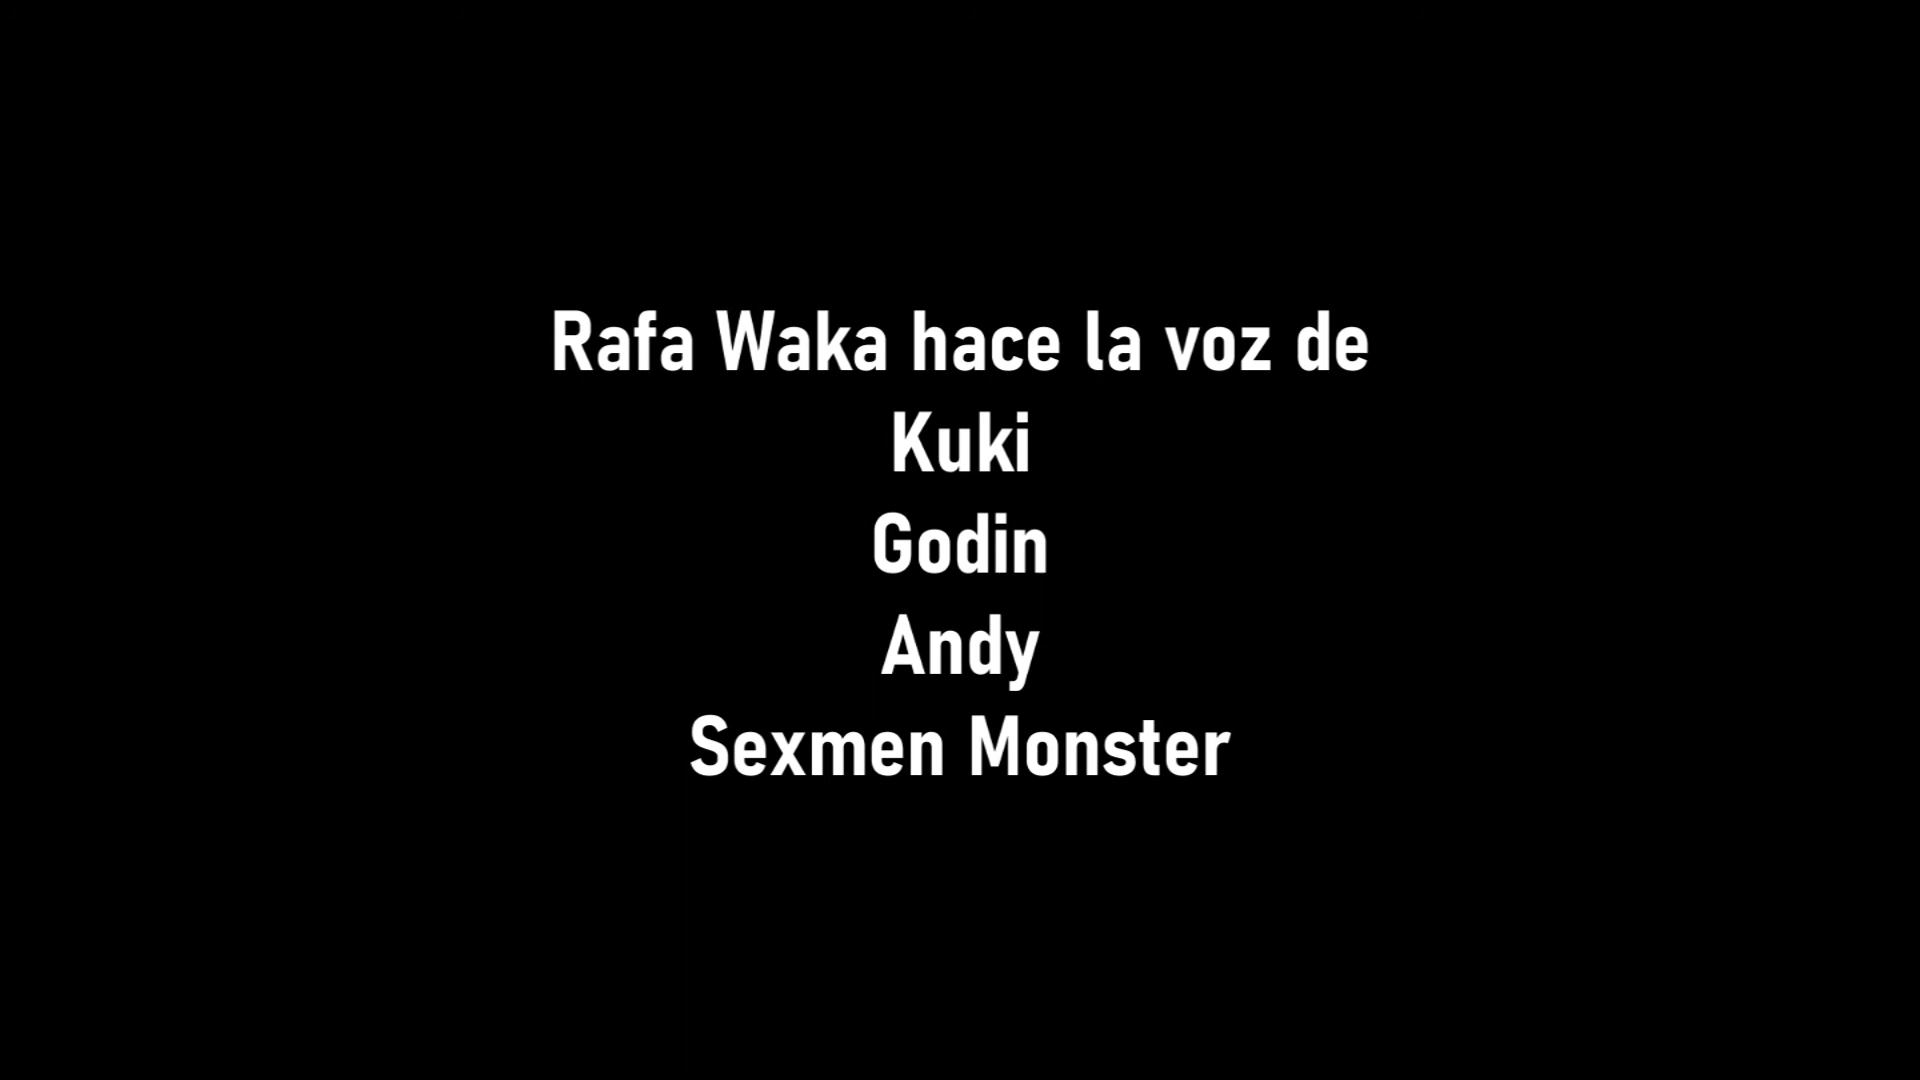 Rafa Waka hace la voz de
Kuki
Godin
Andy
Sexmen Monster